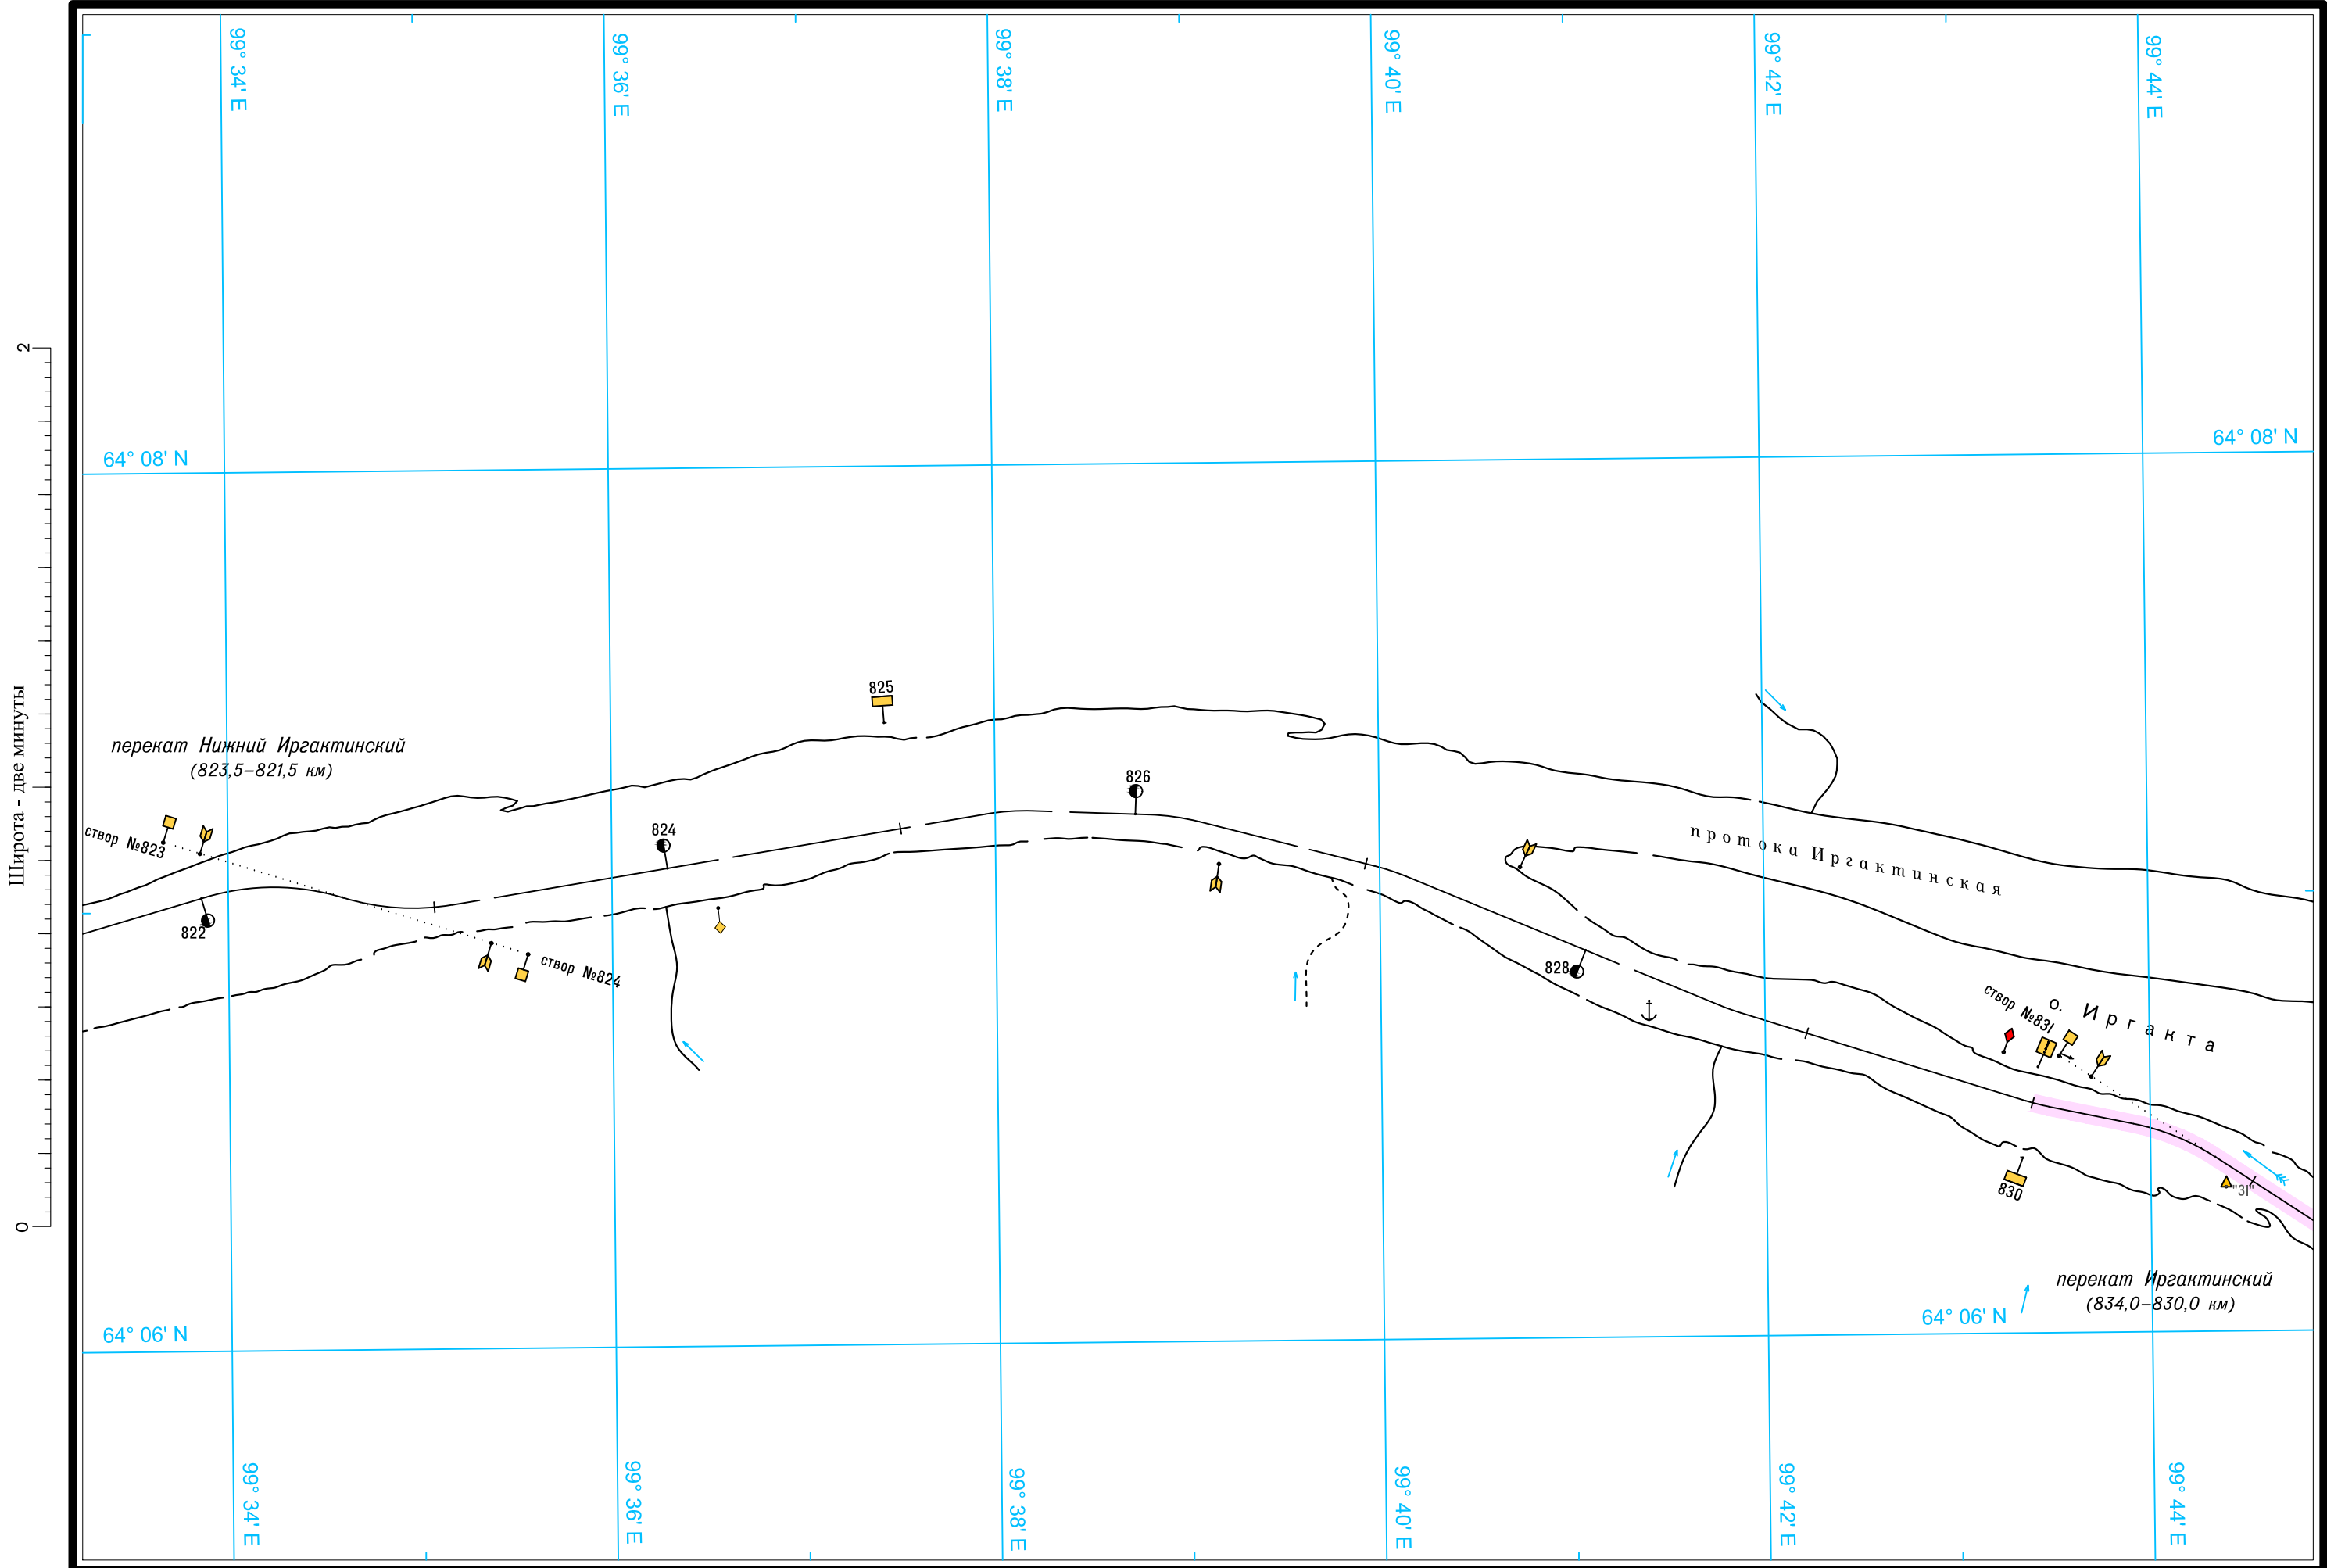 99° 34' E
99° 36' E
99° 38' E
99° 40' E
99° 42' E
99° 44' E
2
64° 08' N
64° 08' N
Широта - две минуты
825
перекат Нижний Иргактинский
(823,5–821,5 км)
826
824
створ №823
протока Иргактинская
822
створ №824
828
створ №831
о. Иргакта
830
"31"
перекат Иргактинский
(834,0–830,0 км)
0
64° 06' N
64° 06' N
99° 34' E
99° 36' E
99° 38' E
99° 40' E
99° 42' E
99° 44' E